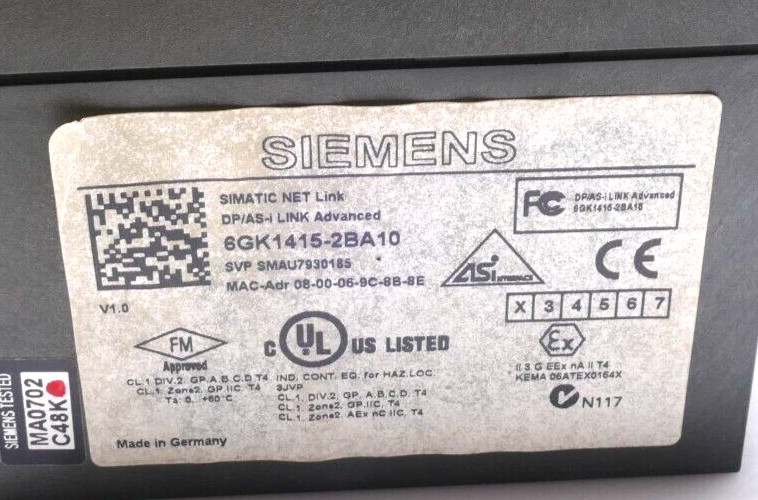 SIEMENS
SIMATIC NET Link
DP/AS-i LINK Advanced
6GK1415-2BA10
SVP SMAU7930185
MAC-Adr 08-00-06-9C-8B-8E
FC DP/AS-i LINK Advanced
6GK1415-2BA10
ASi INTERFACE
CE
X 3 4 5 6 7
V1.0
FM
Approved
CL.1 DIV.2, GP.A.B.C.D T4
CL.1, Zone2, GP.IIC, T4
Ta: 0.. +60°C
C UL US LISTED
IND. CONT. EQ. for HAZ.LOC.
3JVP
CL.1, DIV.2, GP. A.B.C.D. T4
CL.1, Zone2, GP.IIC, T4
CL.1, Zone2, AEx nC IIC, T4
Ex
II 3 G EEx nA II T4
KEMA 06ATEX0164X
N117
Made in Germany
SIEMENS TESTED
MA0702
C48K